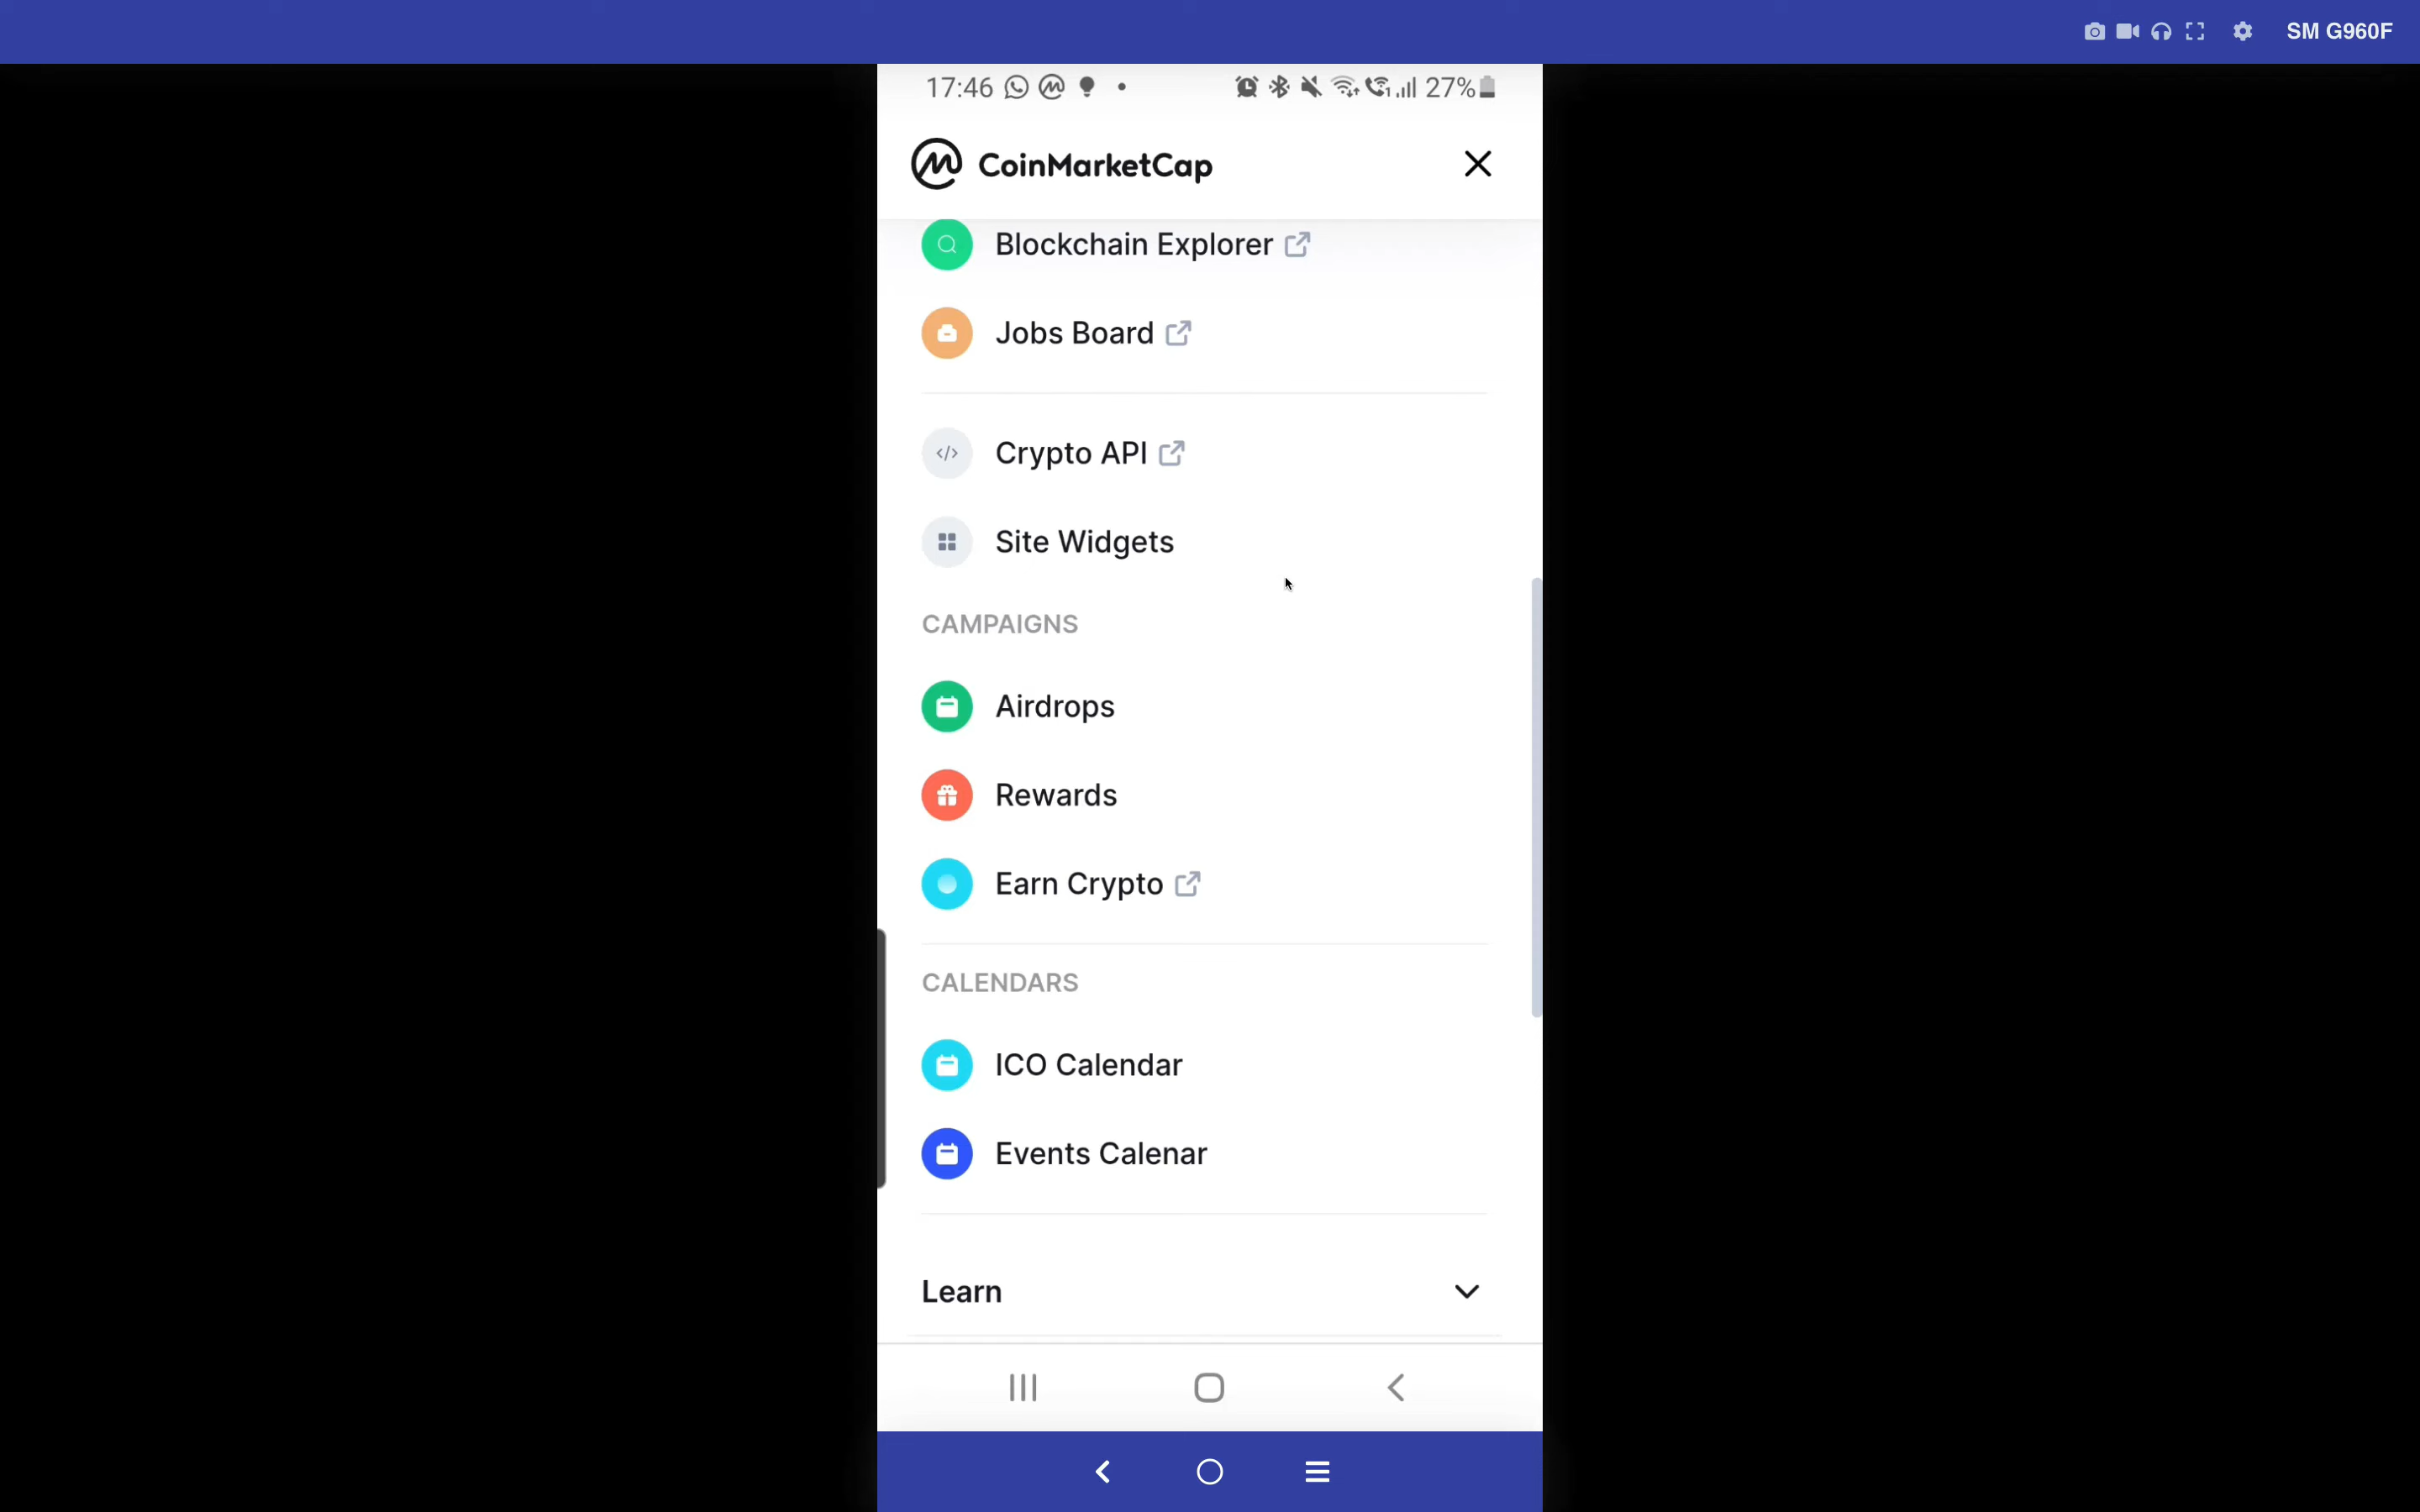 SM G960F
17:46 27%
CoinMarketCap
Blockchain Explorer
Jobs Board
Crypto API
Site Widgets
CAMPAIGNS
Airdrops
Rewards
Earn Crypto
CALENDARS
ICO Calendar
Events Calenar
Learn